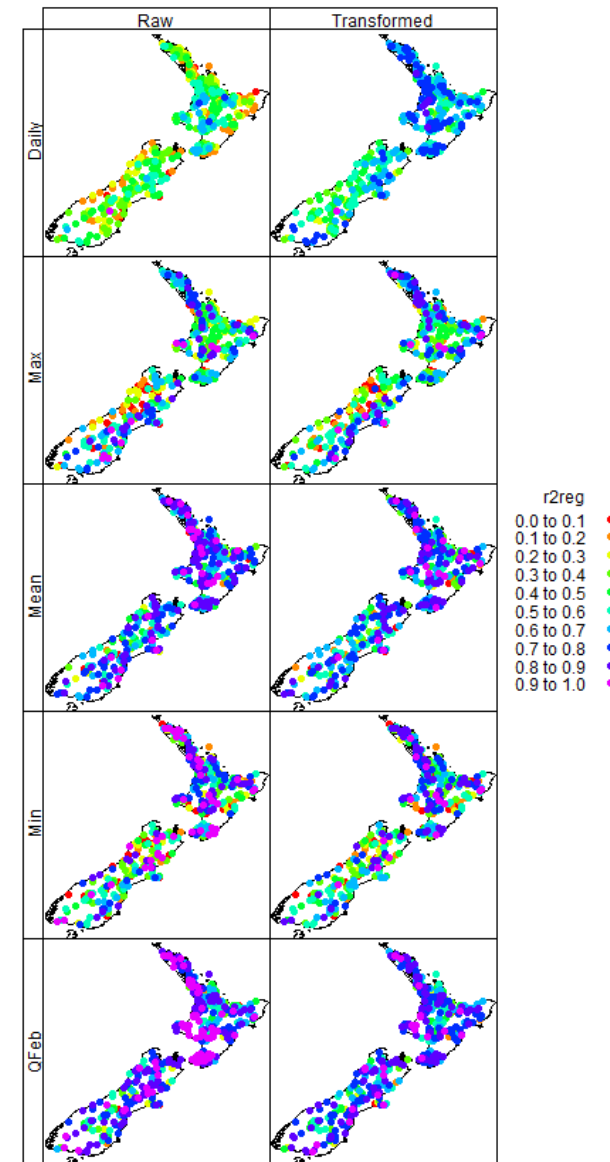 Raw Transformed
Daily
Max
Mean
Min
QFeb
r2reg
0.0 to 0.1
0.1 to 0.2
0.2 to 0.3
0.3 to 0.4
0.4 to 0.5
0.5 to 0.6
0.6 to 0.7
0.7 to 0.8
0.8 to 0.9
0.9 to 1.0